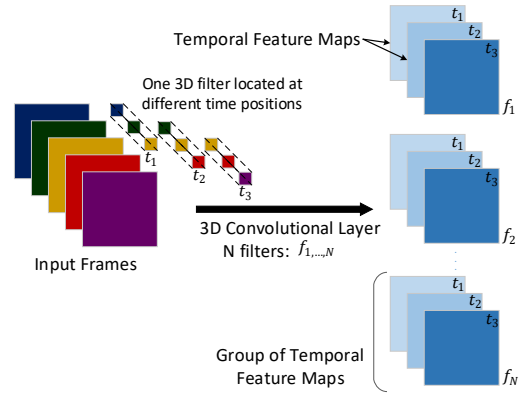 Temporal Feature Maps
t₁
t₂
t₃
f₁
One 3D filter located at
different time positions
t₁
t₂
t₃
3D Convolutional Layer
N filters: f₁,...,N
Input Frames
t₁
t₂
t₃
f₂
Group of Temporal
Feature Maps
t₁
t₂
t₃
f_N